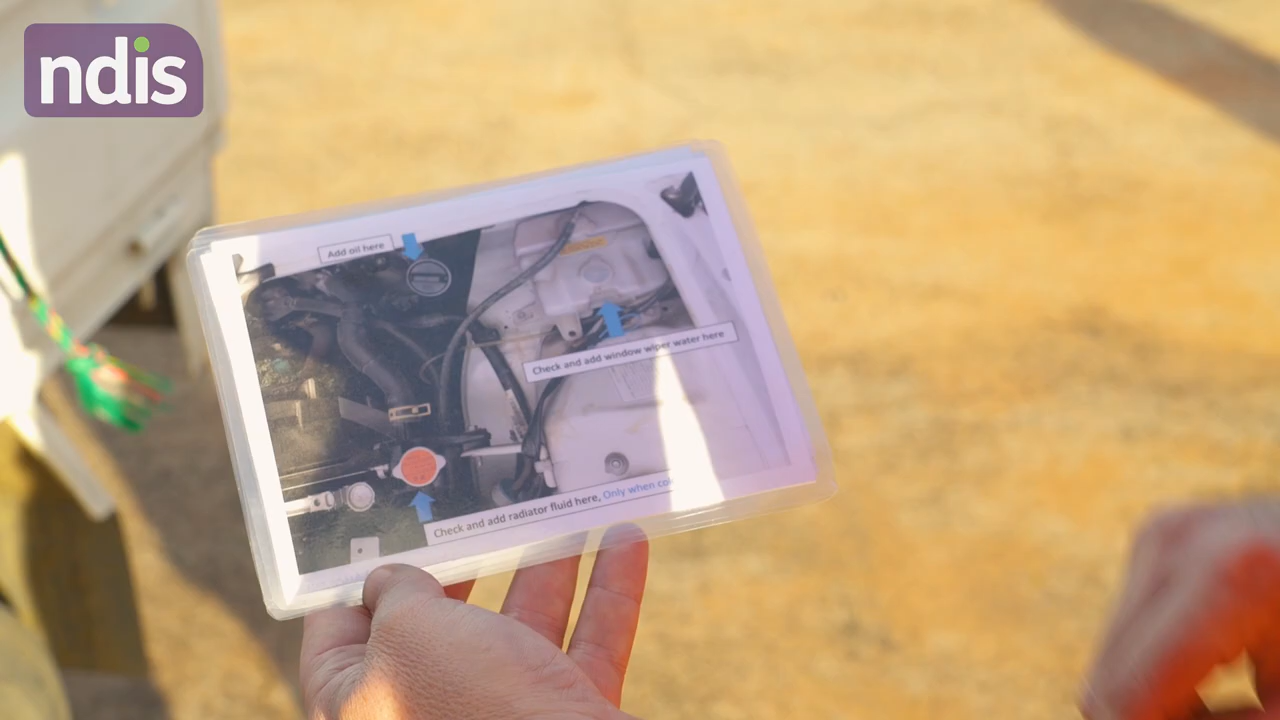 ndis
Add oil here
Check and add window wiper water here
Check and add radiator fluid here, Only when